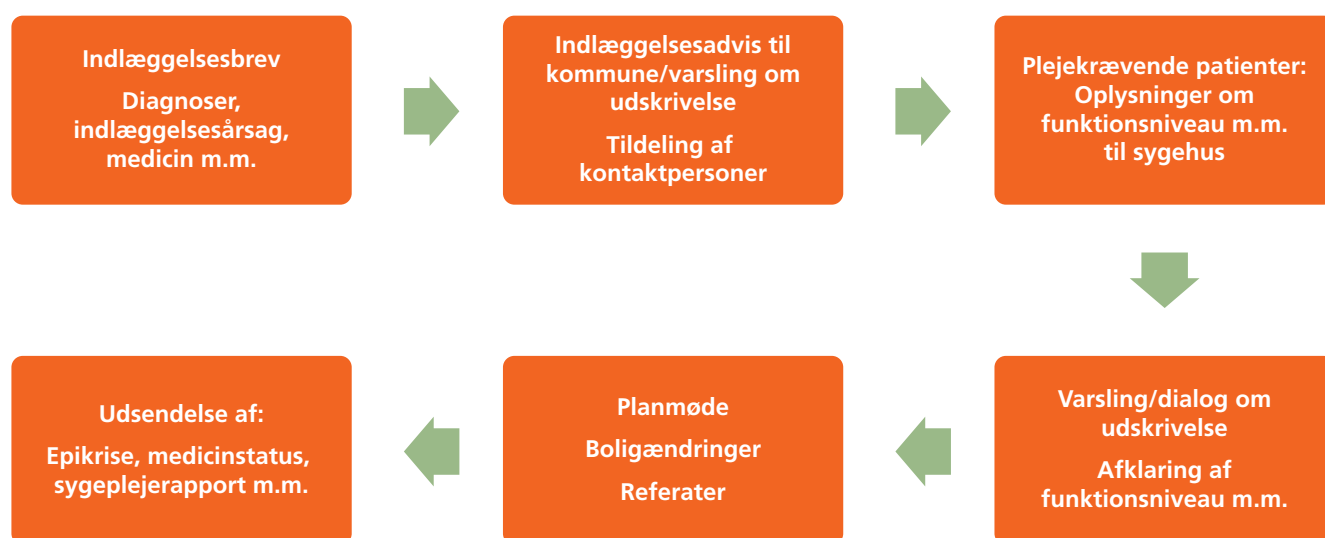 Indlæggelsesbrev
Diagnoser,
indlæggelsesårsag,
medicin m.m.
Indlæggelsesadvis til
kommune/varsling om
udskrivelse
Tildeling af
kontaktpersoner
Plejekrævende patienter:
Oplysninger om
funktionsniveau m.m.
til sygehus
Varsling/dialog om
udskrivelse
Afklaring af
funktionsniveau m.m.
Planmøde
Boligændringer
Referater
Udsendelse af:
Epikrise, medicinstatus,
sygeplejerapport m.m.